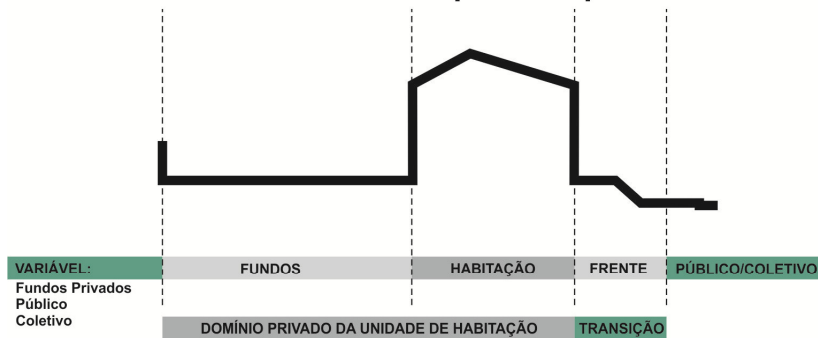 VARIÁVEL:
FUNDOS
HABITAÇÃO
FRENTE
PÚBLICO/COLETIVO
Fundos Privados
Público
Coletivo
DOMÍNIO PRIVADO DA UNIDADE DE HABITAÇÃO
TRANSIÇÃO